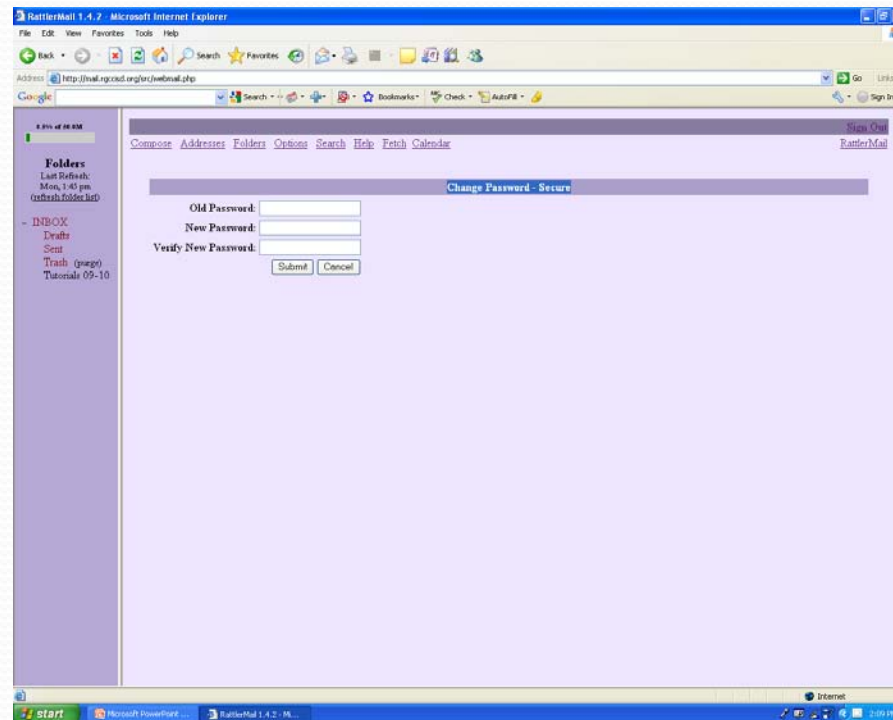 RattlerMail 1.4.2 - Microsoft Internet Explorer
File Edit View Favorites Tools Help
Back Search Favorites
Address http://mail.rgccisd.org/src/webmail.php Go Links
Google Bookmarks Check AutoFill Sign In
Sign Out
Compose Addresses Folders Options Search Help Fetch Calendar RattlerMail
Folders
Last Refresh:
Mon, 1:45 pm
(refresh folder list)
- INBOX
Drafts
Sent
Trash (purge)
Tutorials 09-10
Change Password - Secure
Old Password:
New Password:
Verify New Password:
Submit Cancel
Internet
start Microsoft PowerPoint ... RattlerMail 1.4.2 - Mi... 2:09 PM